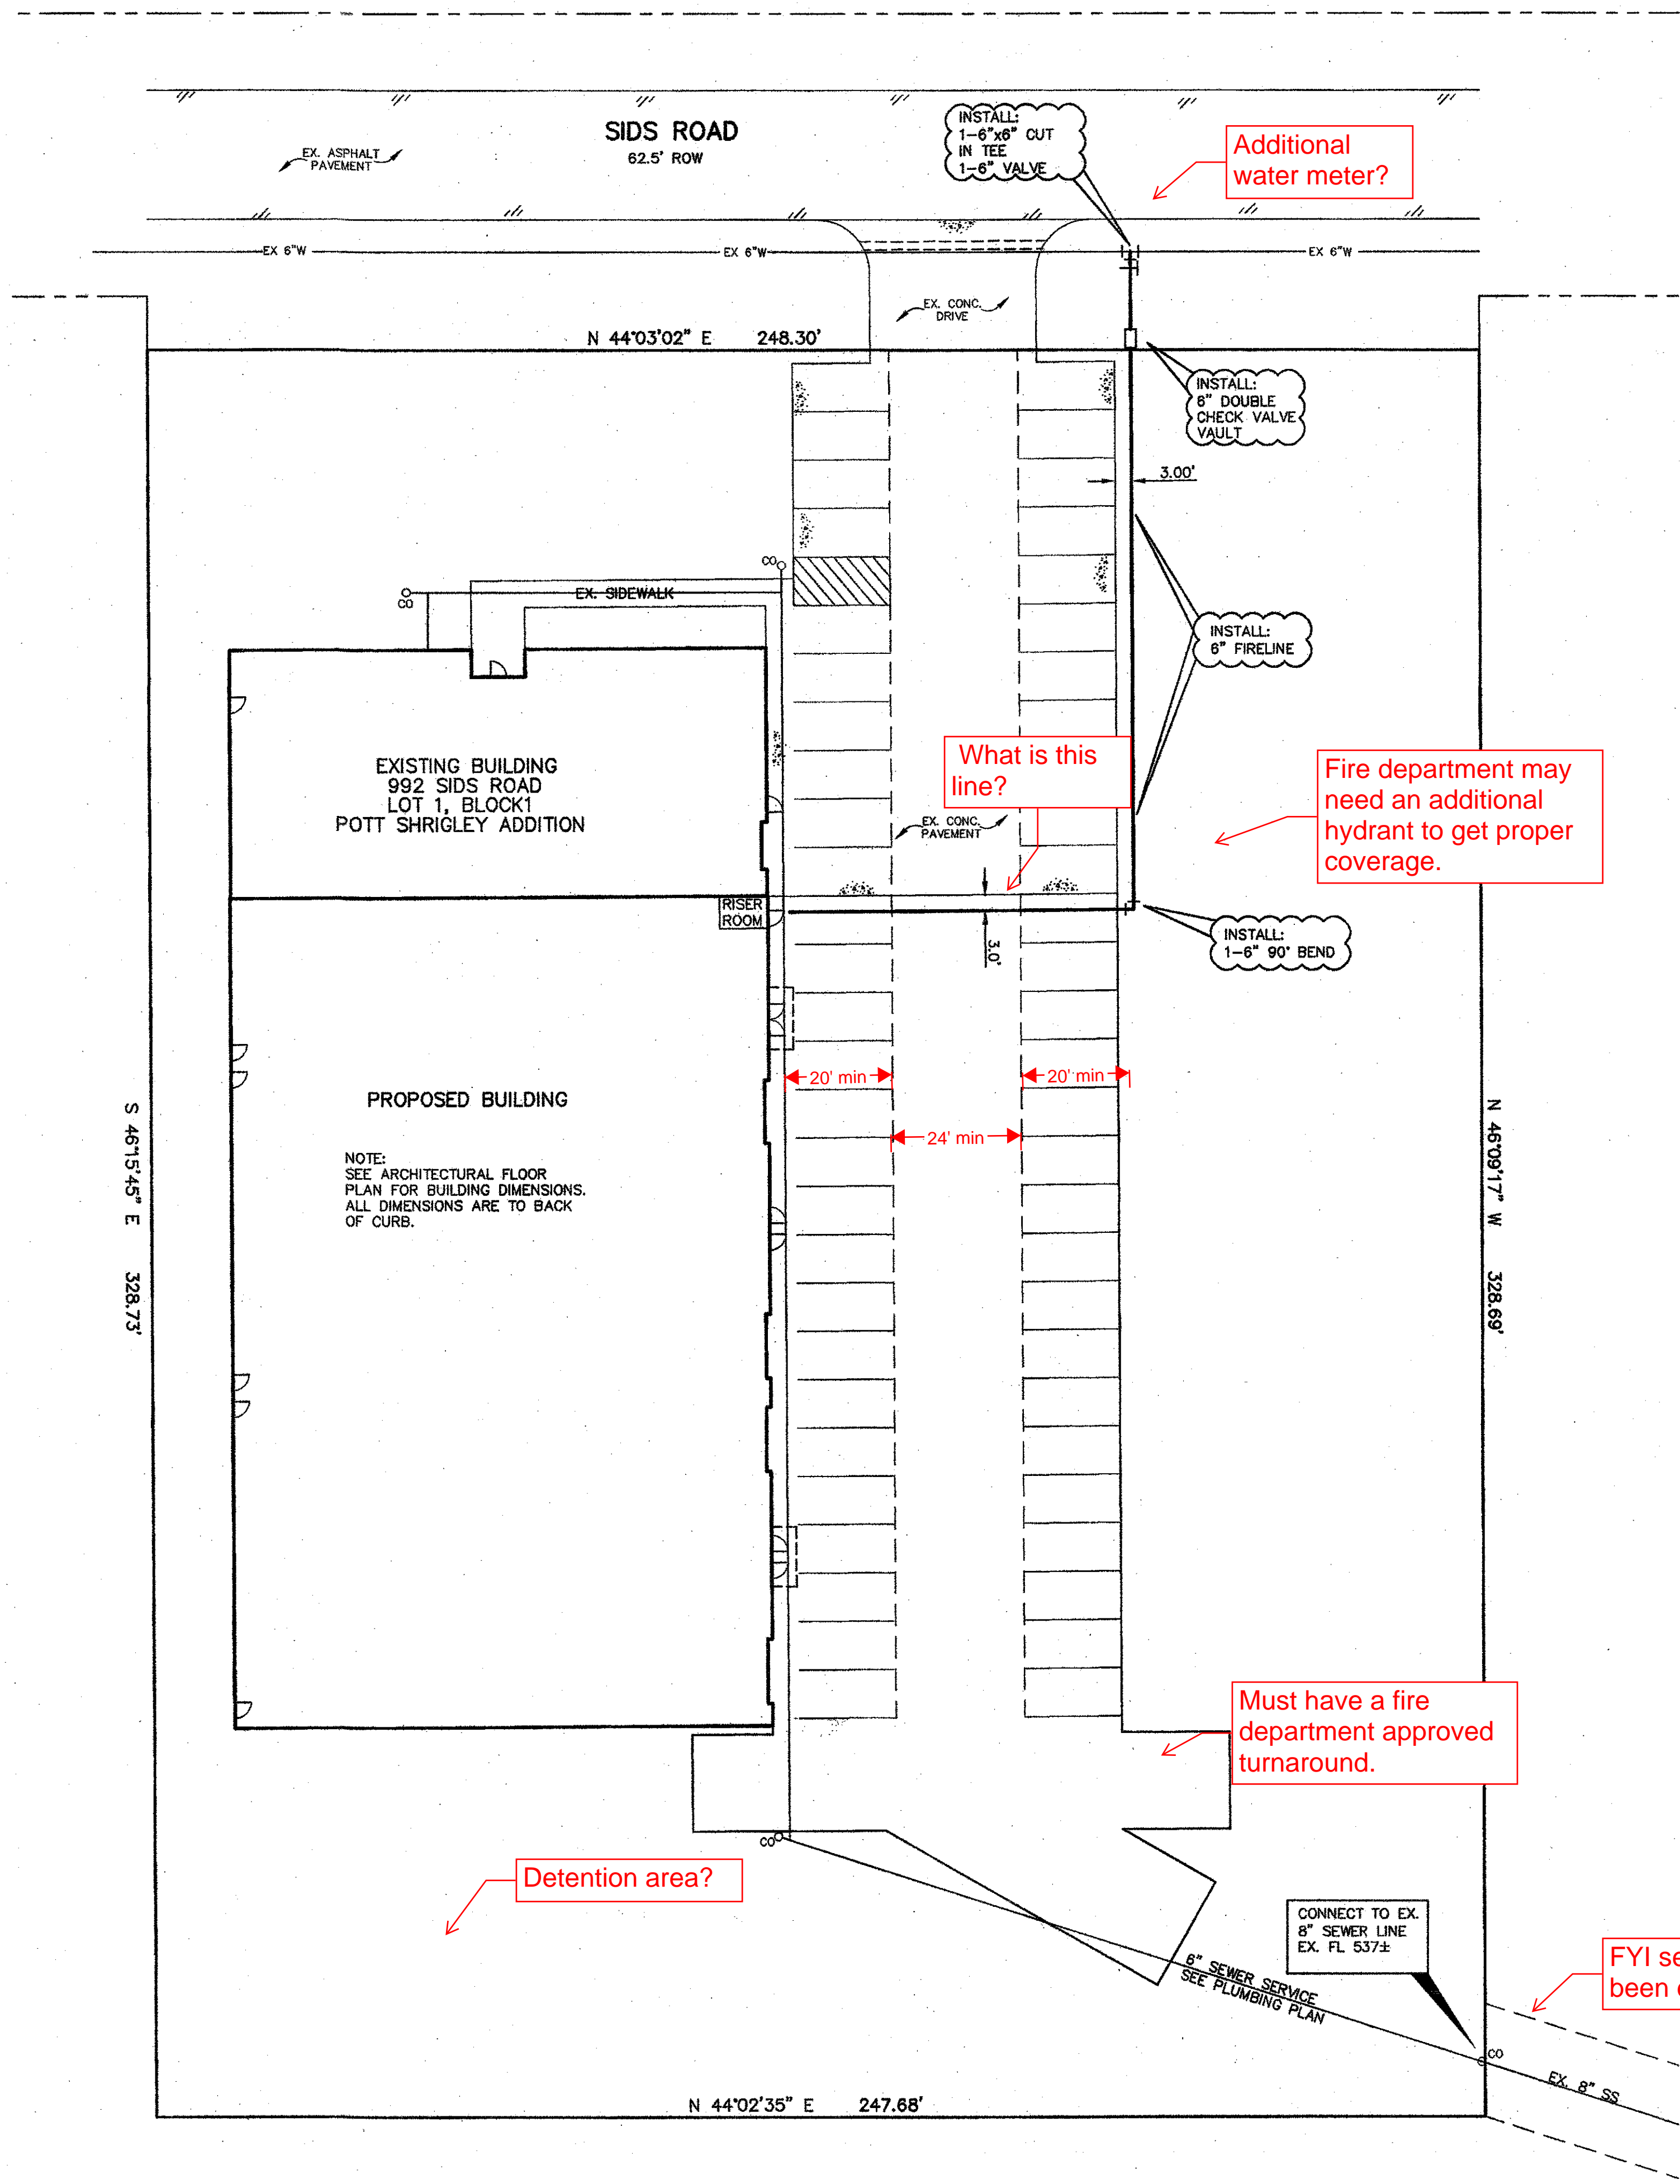 SIDS ROAD
62.5' ROW
EX. ASPHALT
PAVEMENT
INSTALL:
1-6"x6" CUT
IN TEE
1-6" VALVE
Additional
water meter?
EX 6"W
EX 6"W
EX 6"W
EX. CONC.
DRIVE
N 44°03'02" E 248.30'
INSTALL:
6" DOUBLE
CHECK VALVE
VAULT
3.00'
CO
CO
EX. SIDEWALK
INSTALL:
6" FIRELINE
EXISTING BUILDING
992 SIDS ROAD
LOT 1, BLOCK1
POTT SHRIGLEY ADDITION
What is this
line?
Fire department may
need an additional
hydrant to get proper
coverage.
EX. CONC.
PAVEMENT
RISER
ROOM
3.0'
INSTALL:
1-6" 90° BEND
20' min
20' min
24' min
PROPOSED BUILDING
NOTE:
SEE ARCHITECTURAL FLOOR
PLAN FOR BUILDING DIMENSIONS.
ALL DIMENSIONS ARE TO BACK
OF CURB.
S 46°15'45" E 328.73'
N 46°09'17" W 328.69'
Must have a fire
department approved
turnaround.
CO
Detention area?
CONNECT TO EX.
8" SEWER LINE
EX. FL 537±
FYI
been
6" SEWER SERVICE
SEE PLUMBING PLAN
CO
EX. 8" SS
N 44°02'35" E 247.68'